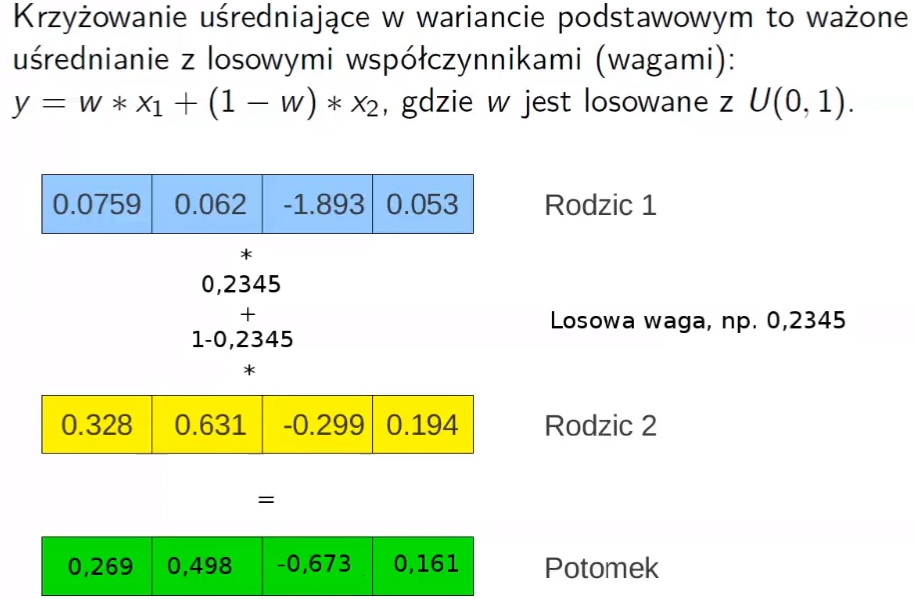 Krzyżowanie uśredniające w wariancie podstawowym to ważone
uśrednianie z losowymi współczynnikami (wagami):
y = w * x₁ + (1 − w) * x₂, gdzie w jest losowane z U(0, 1).
0.0759 0.062 -1.893 0.053 Rodzic 1
*
0,2345
+
Losowa waga, np. 0,2345
1-0,2345
*
0.328 0.631 -0.299 0.194 Rodzic 2
=
0,269 0,498 -0,673 0,161 Potomek